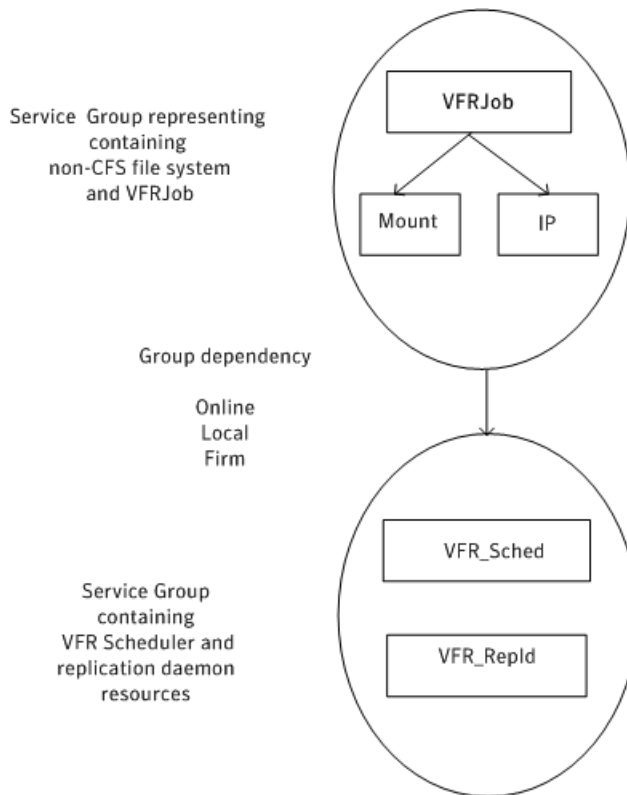 VFRJob
Service Group representing
containing
non-CFS file system
and VFRJob
Mount
IP
Group dependency
Online
Local
Firm
VFR_Sched
Service Group
containing
VFR Scheduler and
replication daemon
resources
VFR_Repld